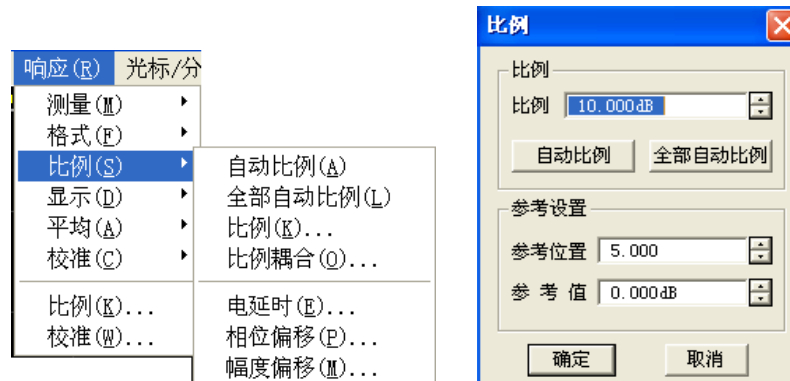 响应(R) 光标/分
测量(M)
格式(F)
比例(S)
显示(D)
平均(A)
校准(C)
比例(K)...
校准(W)...
自动比例(A)
全部自动比例(L)
比例(K)...
比例耦合(O)...
电延时(E)...
相位偏移(P)...
幅度偏移(M)...
比例
比例
比例 10.000dB
自动比例 全部自动比例
参考设置
参考位置 5.000
参 考 值 0.000dB
确定 取消